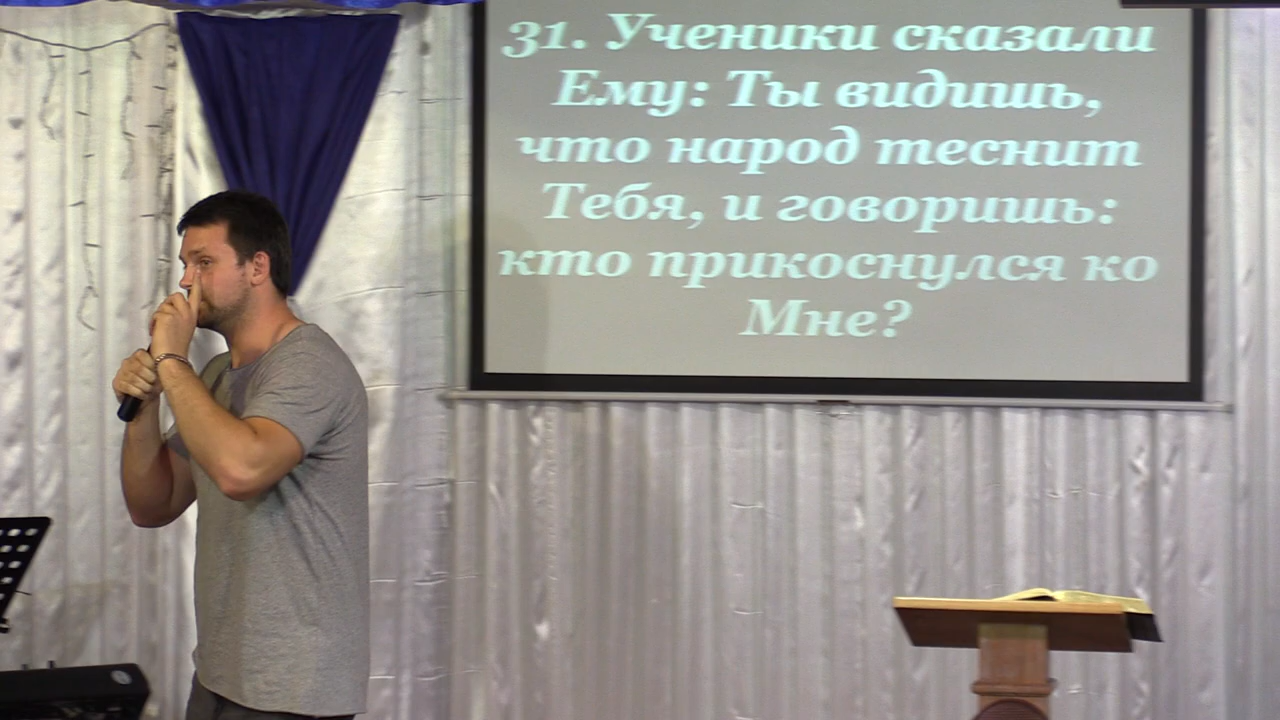 31. Ученики сказали
Ему: Ты видишь,
что народ теснит
Тебя, и говоришь:
кто прикоснулся ко
Мне?